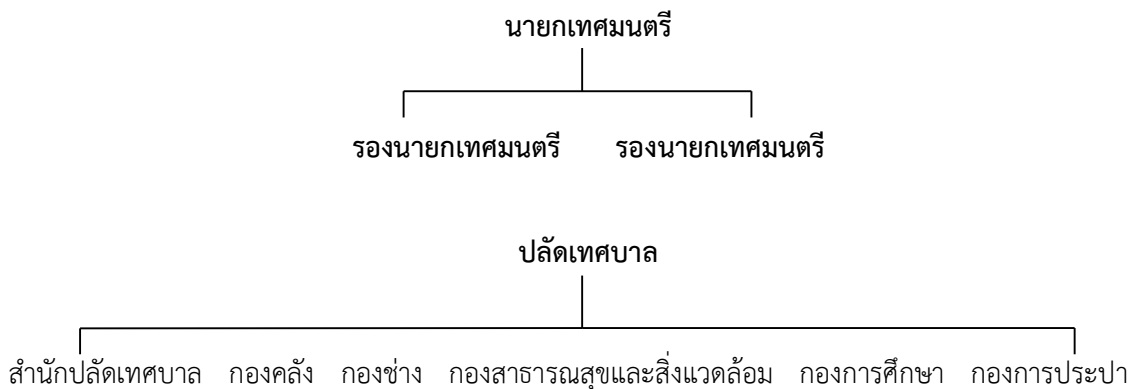 นายกเทศมนตรี
รองนายกเทศมนตรี รองนายกเทศมนตรี
ปลัดเทศบาล
สำนักปลัดเทศบาล กองคลัง กองช่าง กองสาธารณสุขและสิ่งแวดล้อม กองการศึกษา กองการประปา